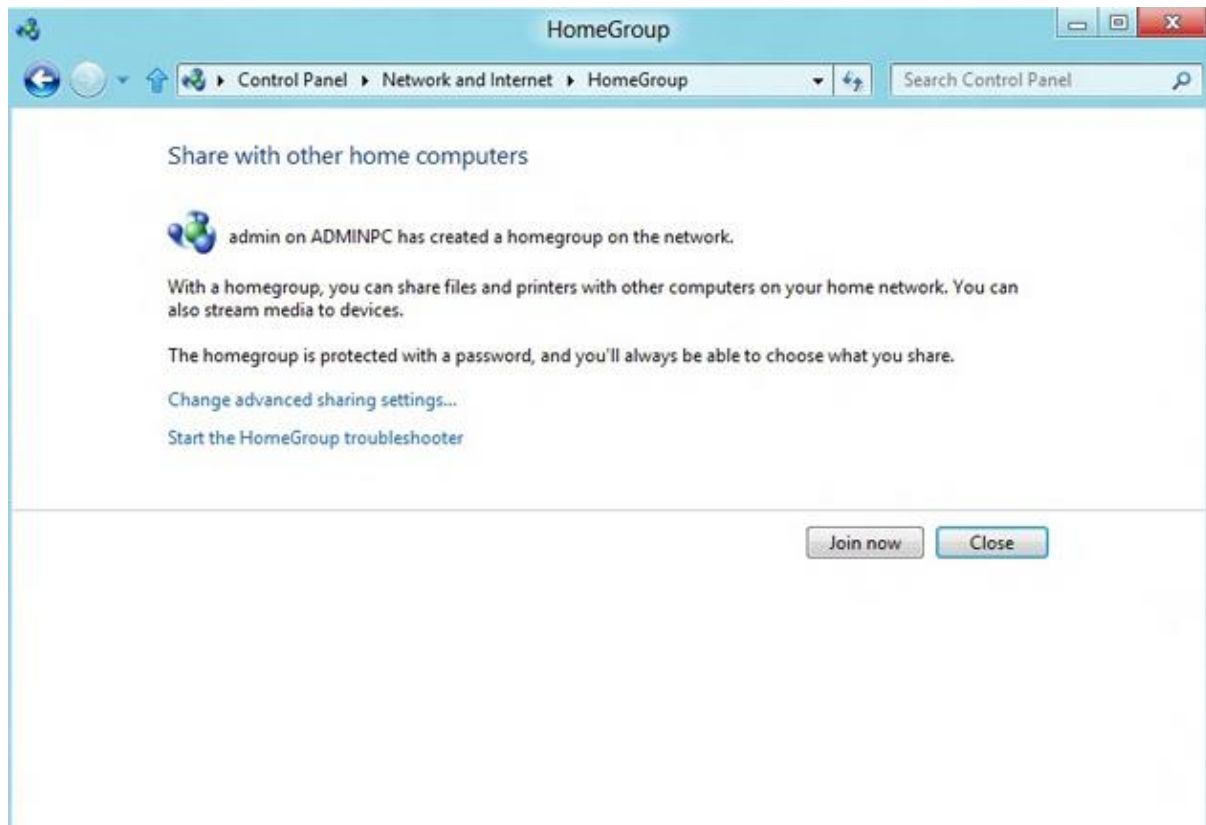 HomeGroup
Control Panel ▸ Network and Internet ▸ HomeGroup
Search Control Panel
Share with other home computers
admin on ADMINPC has created a homegroup on the network.
With a homegroup, you can share files and printers with other computers on your home network. You can
also stream media to devices.
The homegroup is protected with a password, and you'll always be able to choose what you share.
Change advanced sharing settings...
Start the HomeGroup troubleshooter
Join now
Close